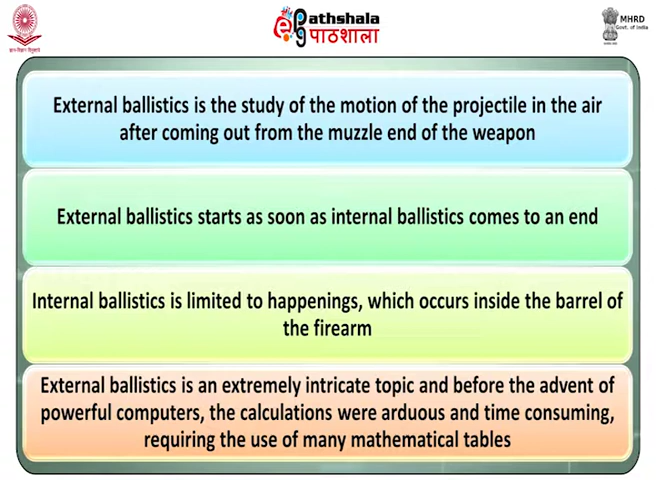 ePathshala
पाठशाला
MHRD
Govt. of India
ज्ञान-विज्ञान विमुक्तये
External ballistics is the study of the motion of the projectile in the air
after coming out from the muzzle end of the weapon
External ballistics starts as soon as internal ballistics comes to an end
Internal ballistics is limited to happenings, which occurs inside the barrel of
the firearm
External ballistics is an extremely intricate topic and before the advent of
powerful computers, the calculations were arduous and time consuming,
requiring the use of many mathematical tables